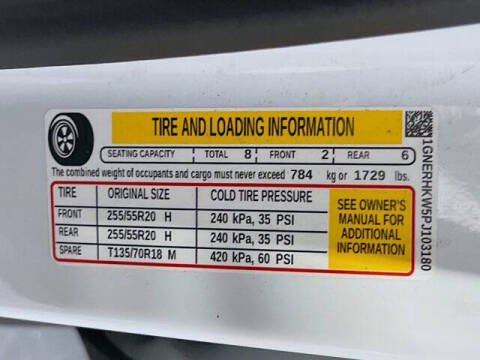 TIRE AND LOADING INFORMATION
SEATING CAPACITY TOTAL 8 FRONT 2 REAR 6
The combined weight of occupants and cargo must never exceed 784 kg or 1729 lbs.
TIRE ORIGINAL SIZE COLD TIRE PRESSURE
FRONT 255/55R20 H 240 kPa, 35 PSI
REAR 255/55R20 H 240 kPa, 35 PSI
SPARE T135/70R18 M 420 kPa, 60 PSI
SEE OWNER'S
MANUAL FOR
ADDITIONAL
INFORMATION
1GNERHKW5PJ103180